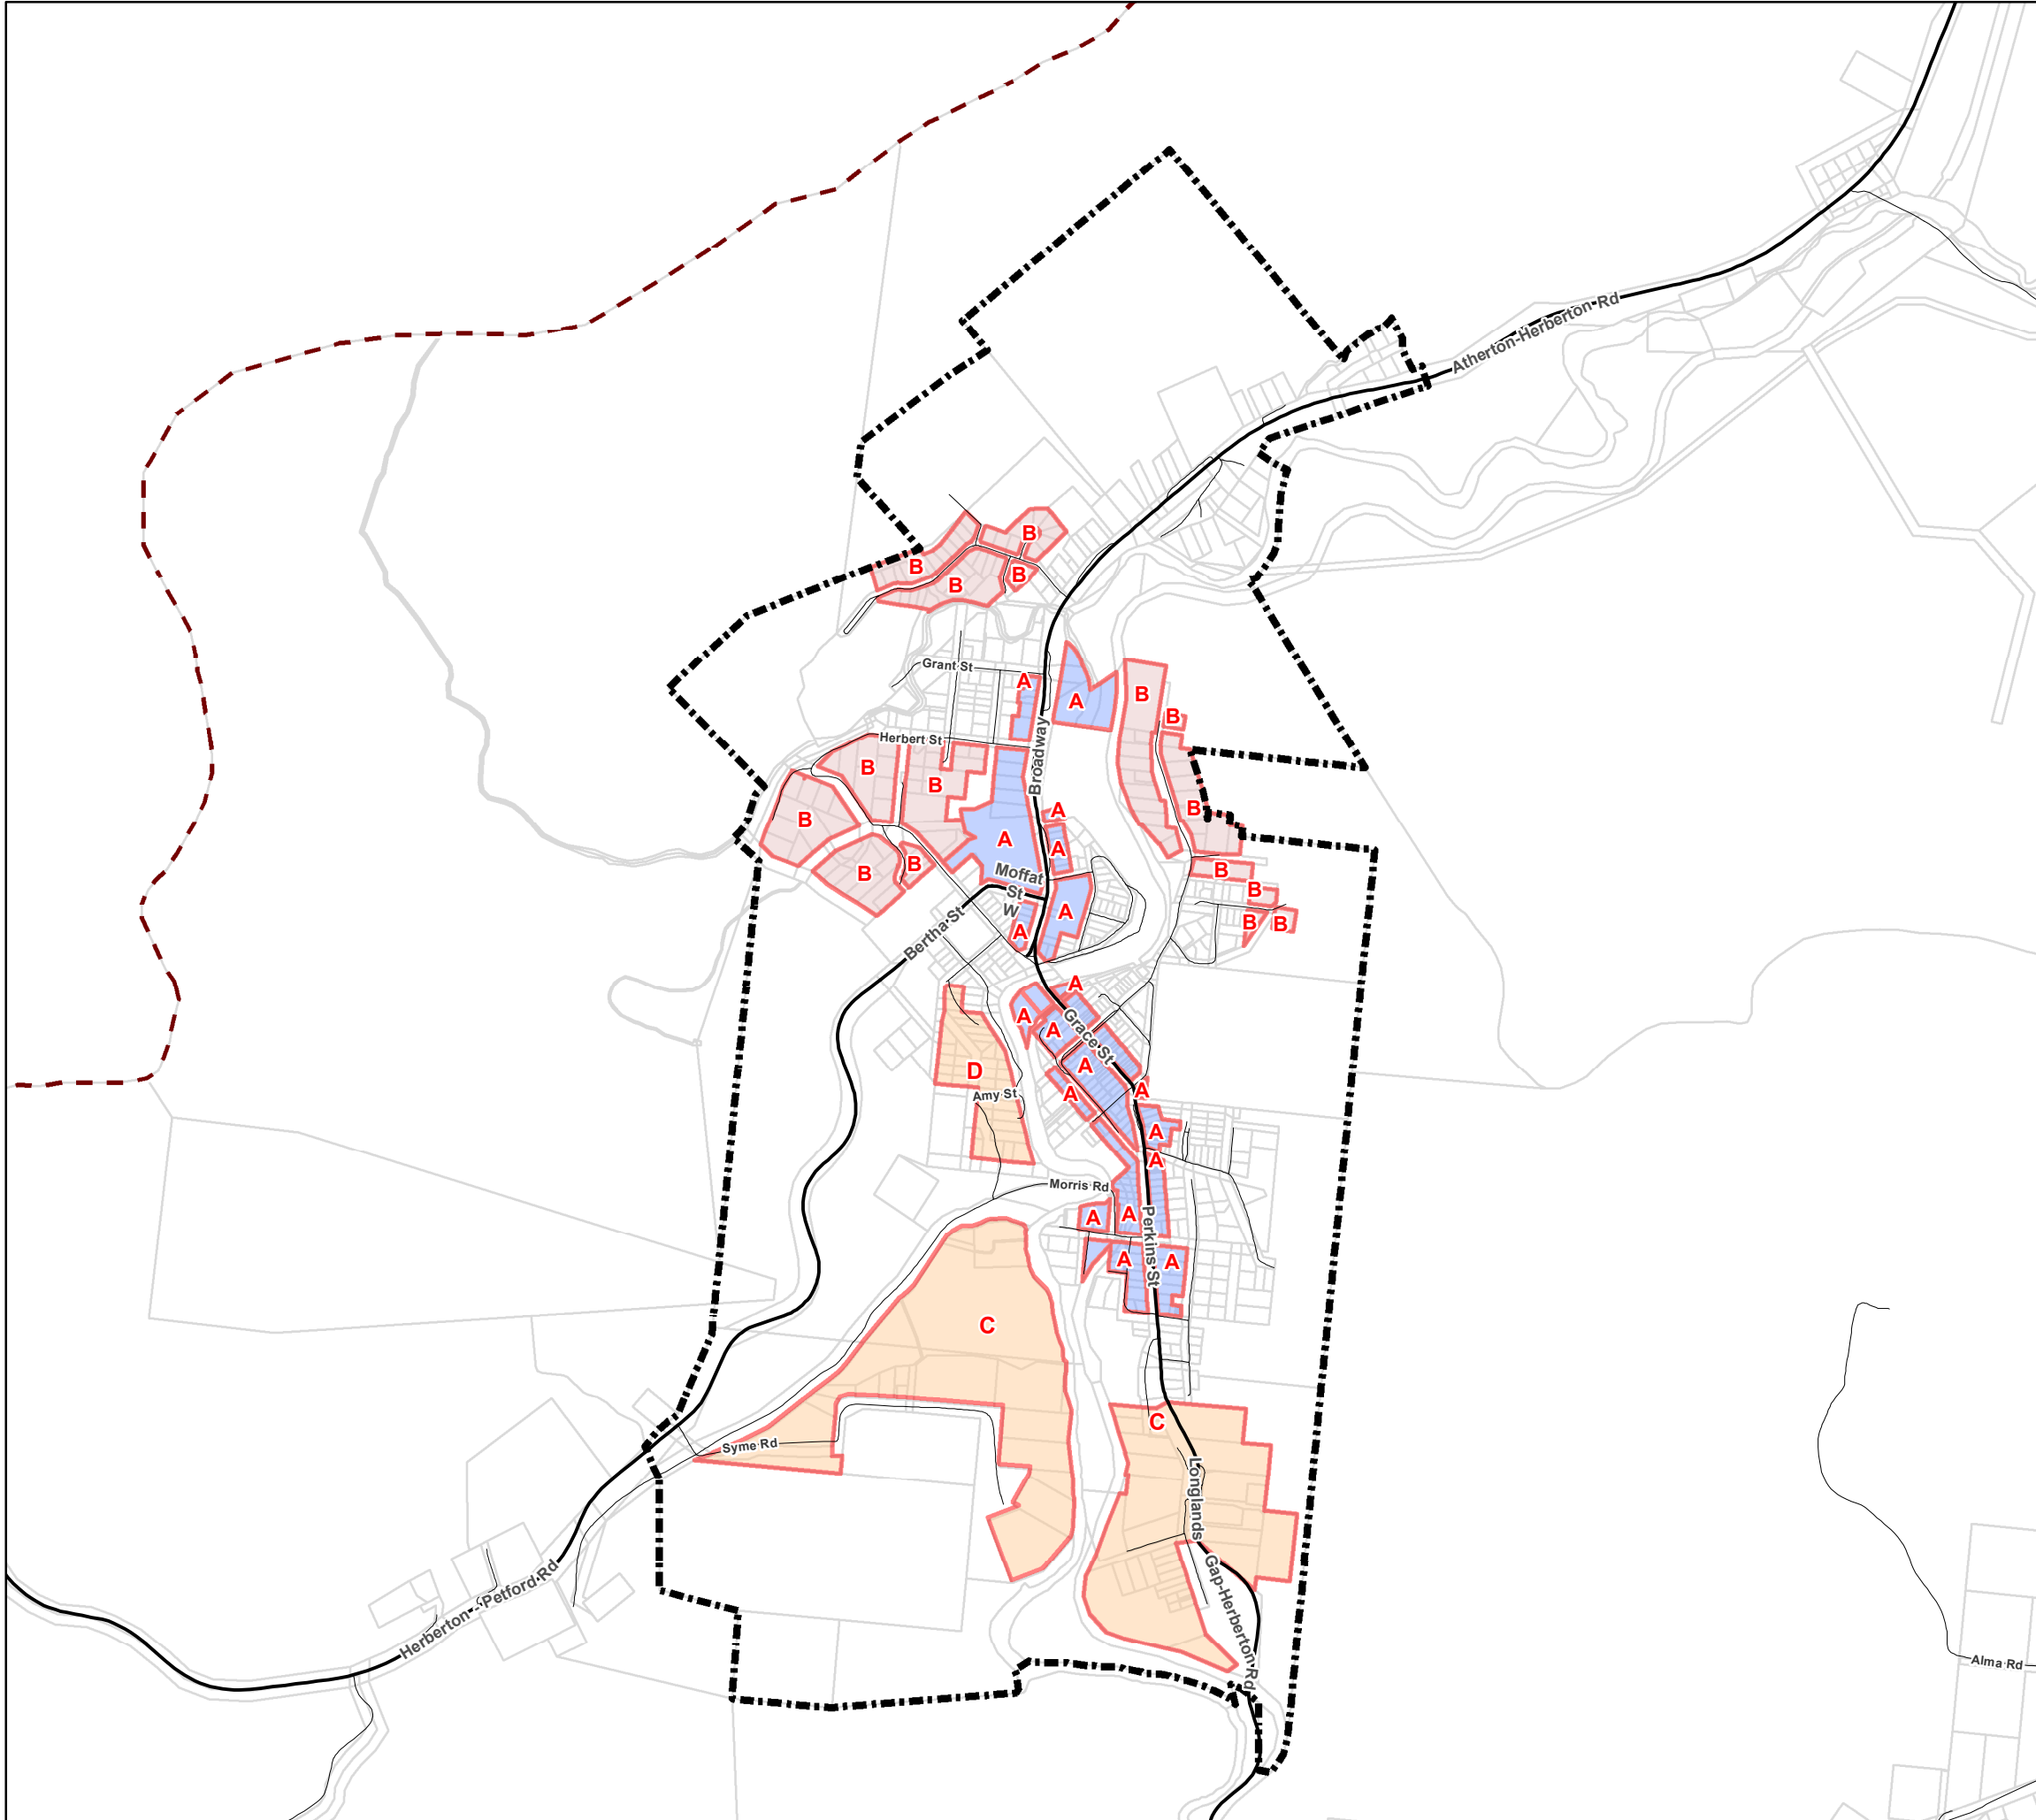 Atherton-Herberton Rd
B
B
B
B
Grant St
A
A
B
B
Herbert St
B
B
Broadway
B
B
A
A
A
B
B
B
Moffat
St
W
B
B
A
A
B
B
Bertha St
A
A
A
Grace St
A
D
A
A
Amy St
A
A
Morris Rd
A
A
Perkins St
A
A
C
C
Syme Rd
Longlands
Gap-Herberton Rd
Herberton - Petford Rd
Alma Rd